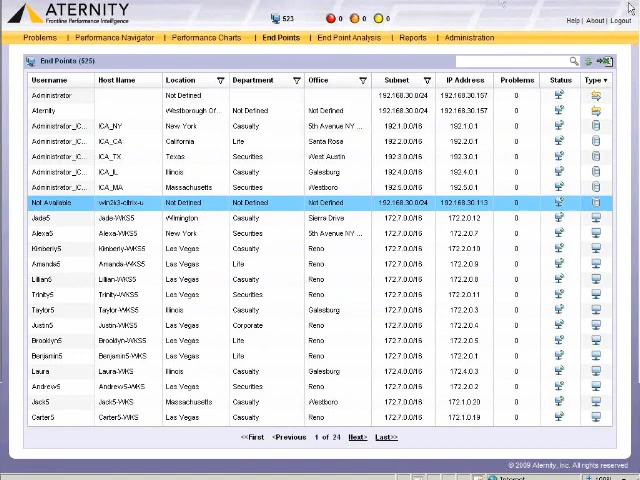 ATERNITY
Frontline Performance Intelligence
523 0 0 0
Help | About | Logout
Problems | Performance Navigator | Performance Charts | End Points | End Point Analysis | Reports | Administration
End Points (525)
Username Host Name Location Department Office Subnet IP Address Problems Status Type
Administrator Not Defined 192.168.30.0/24 192.168.30.157 0
Aternity Westborough Of... Not Defined Not Defined 192.168.30.0/24 192.168.30.157 0
Administrator_IC... ICA_NY New York Casualty 5th Avenue NY ... 192.1.0.0/16 192.1.0.1 0
Administrator_IC... ICA_CA California Life Santa Rosa 192.2.0.0/16 192.2.0.1 0
Administrator_IC... ICA_TX Texas Securities West Austin 192.3.0.0/16 192.3.0.1 0
Administrator_IC... ICA_IL Illinois Casualty Galesburg 192.4.0.0/16 192.4.0.1 0
Administrator_IC... ICA_MA Massachusetts Securities Westboro 192.5.0.0/16 192.5.0.1 0
Not Available win2k3-citrix-u Not Defined Not Defined Not Defined 192.168.30.0/24 192.168.30.113 0
Jade5 Jade-WKS5 Wilmington Casualty Sierra Drive 172.7.0.0/16 172.2.0.12 0
Alexa5 Alexa-WKS5 New York Securities 5th Avenue NY ... 172.7.0.0/16 172.2.0.7 0
Kimberly5 Kimberly-WKS5 Las Vegas Casualty Reno 172.7.0.0/16 172.2.0.10 0
Amanda5 Amanda-WKS5 Las Vegas Life Reno 172.7.0.0/16 172.2.0.9 0
Lillian5 Lillian-WKS5 Las Vegas Casualty Reno 172.7.0.0/16 172.2.0.8 0
Trinity5 Trinity-WKS5 Las Vegas Securities Reno 172.7.0.0/16 172.2.0.11 0
Taylor5 Taylor-WKS5 Illinois Casualty Galesburg 172.7.0.0/16 172.2.0.3 0
Justin5 Justin-WKS5 Las Vegas Corporate Reno 172.7.0.0/16 172.2.0.4 0
Brooklyn5 Brooklyn-WKS5 Las Vegas Life Reno 172.7.0.0/16 172.2.0.5 0
Benjamin5 Benjamin5-WKS Las Vegas Life Reno 172.7.0.0/16 172.2.0.1 0
Laura Laura-WKS Illinois Casualty Galesburg 172.4.0.0/16 172.4.0.3 0
Andrew5 Andrew5-WKS Las Vegas Securities Reno 172.7.0.0/16 172.2.0.2 0
Jack5 Jack5-WKS Massachusetts Casualty Westboro 172.7.0.0/16 172.1.0.20 0
Carter5 Carter5-WKS Las Vegas Casualty Reno 172.7.0.0/16 172.1.0.19 0
<<First <Previous 1 of 24 Next> Last>>
© 2009 Aternity, Inc. All rights reserved
Internet 100%